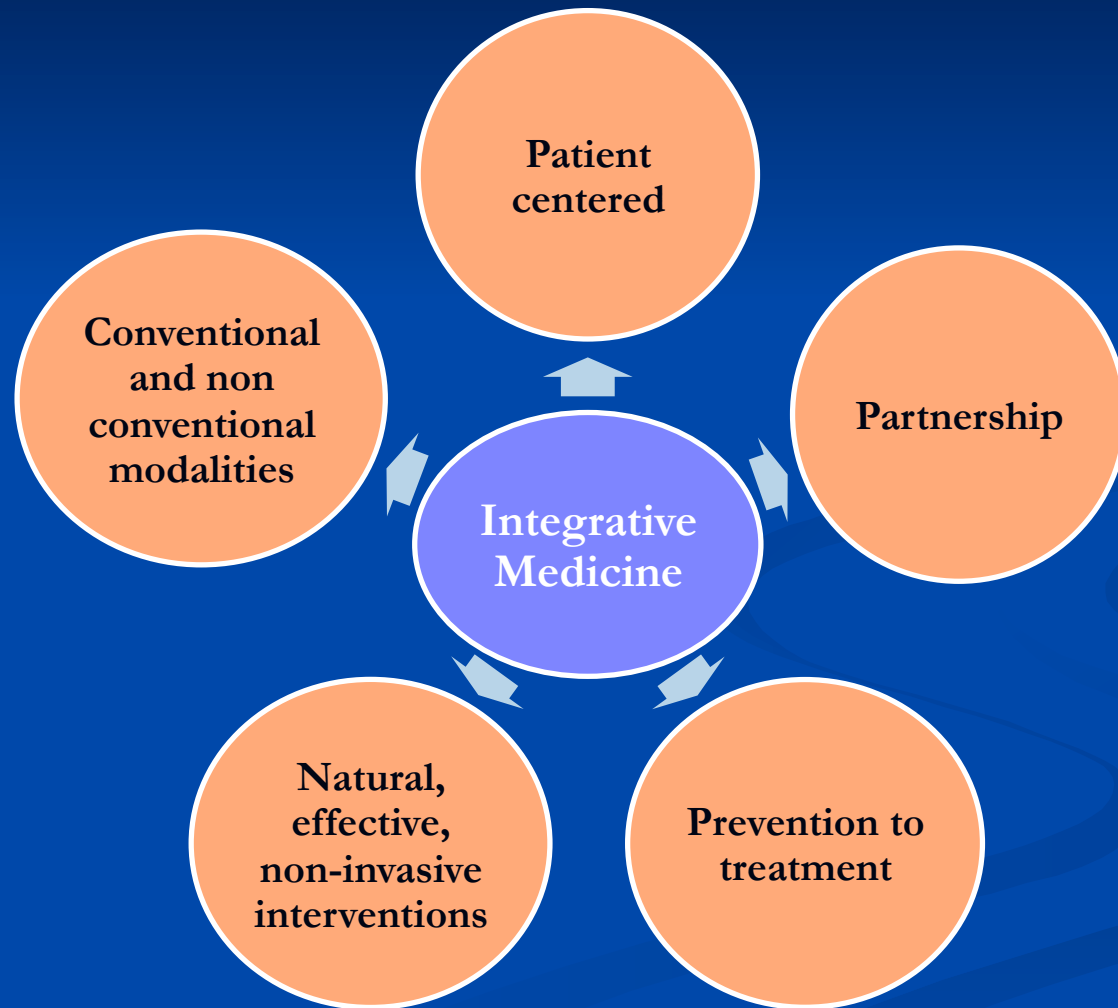 Patient
centered
Conventional
and non
conventional
modalities
Partnership
Integrative
Medicine
Natural,
effective,
non-invasive
interventions
Prevention to
treatment